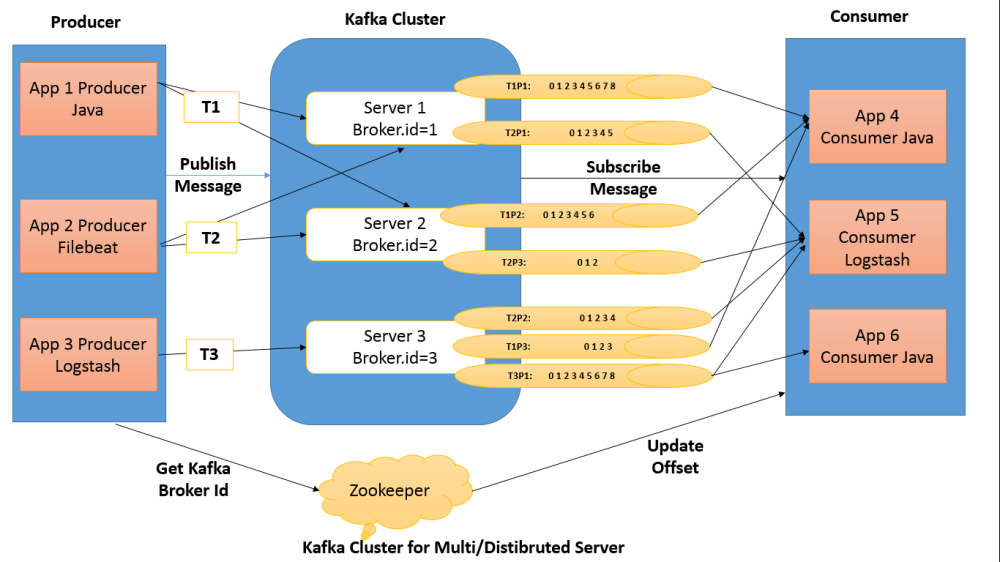 Producer
Kafka Cluster
Consumer
App 1 Producer
Java
T1
Server 1
Broker.id=1
T1P1: 0 1 2 3 4 5 6 7 8
T2P1: 0 1 2 3 4 5
App 4
Consumer Java
Publish
Message
Subscribe
Message
App 2 Producer
Filebeat
T2
Server 2
Broker.id=2
T1P2: 0 1 2 3 4 5 6
T2P3: 0 1 2
App 5
Consumer
Logstash
App 3 Producer
Logstash
T3
Server 3
Broker.id=3
T2P2: 0 1 2 3 4
T1P3: 0 1 2 3
T3P1: 0 1 2 3 4 5 6 7 8
App 6
Consumer Java
Get Kafka
Broker Id
Zookeeper
Update
Offset
Kafka Cluster for Multi/Distibruted Server